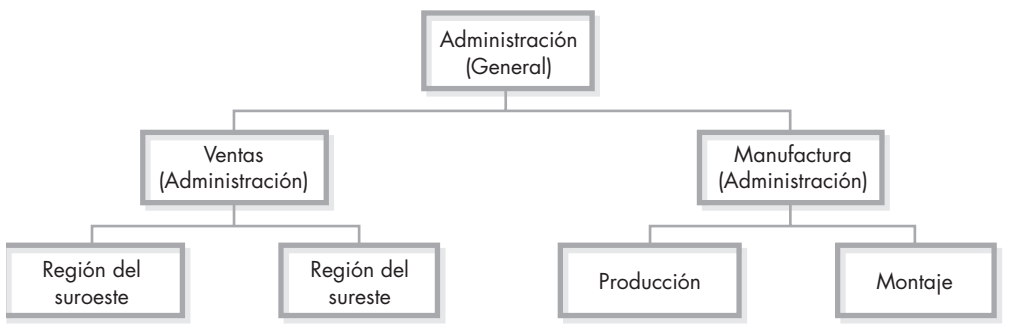 Administración
(General)
Ventas
(Administración)
Manufactura
(Administración)
Región del
suroeste
Región del
sureste
Producción
Montaje